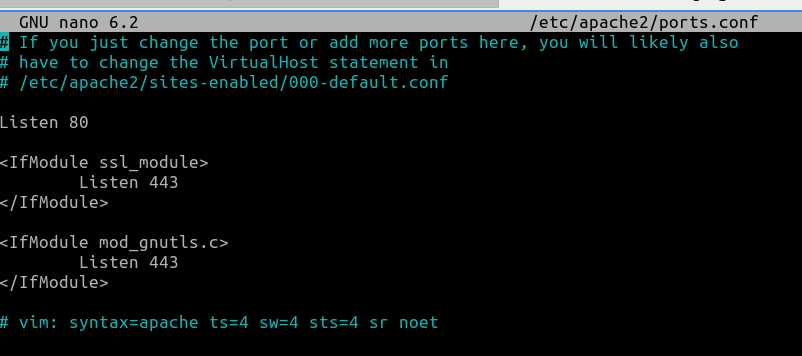 GNU nano 6.2 /etc/apache2/ports.conf
# If you just change the port or add more ports here, you will likely also
# have to change the VirtualHost statement in
# /etc/apache2/sites-enabled/000-default.conf
Listen 80
<IfModule ssl_module>
Listen 443
</IfModule>
<IfModule mod_gnutls.c>
Listen 443
</IfModule>
# vim: syntax=apache ts=4 sw=4 sts=4 sr noet